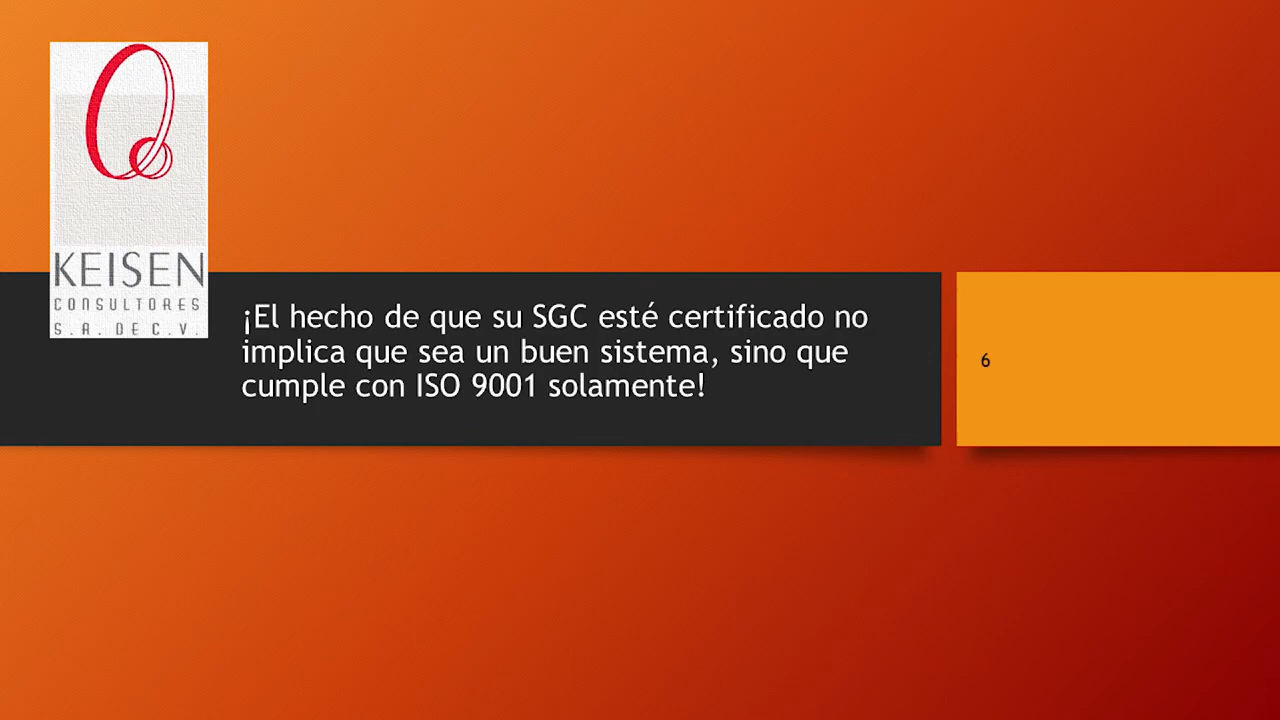 KEISEN
CONSULTORES
S.A. DE C.V.
¡El hecho de que su SGC esté certificado no
implica que sea un buen sistema, sino que
cumple con ISO 9001 solamente!
6